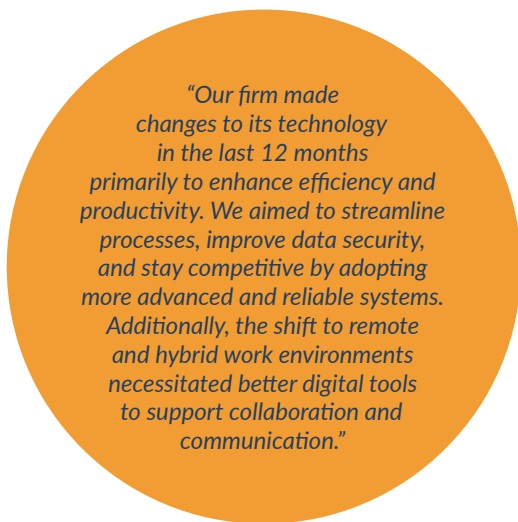 “Our firm made
changes to its technology
in the last 12 months
primarily to enhance efficiency and
productivity. We aimed to streamline
processes, improve data security,
and stay competitive by adopting
more advanced and reliable systems.
Additionally, the shift to remote
and hybrid work environments
necessitated better digital tools
to support collaboration and
communication.”